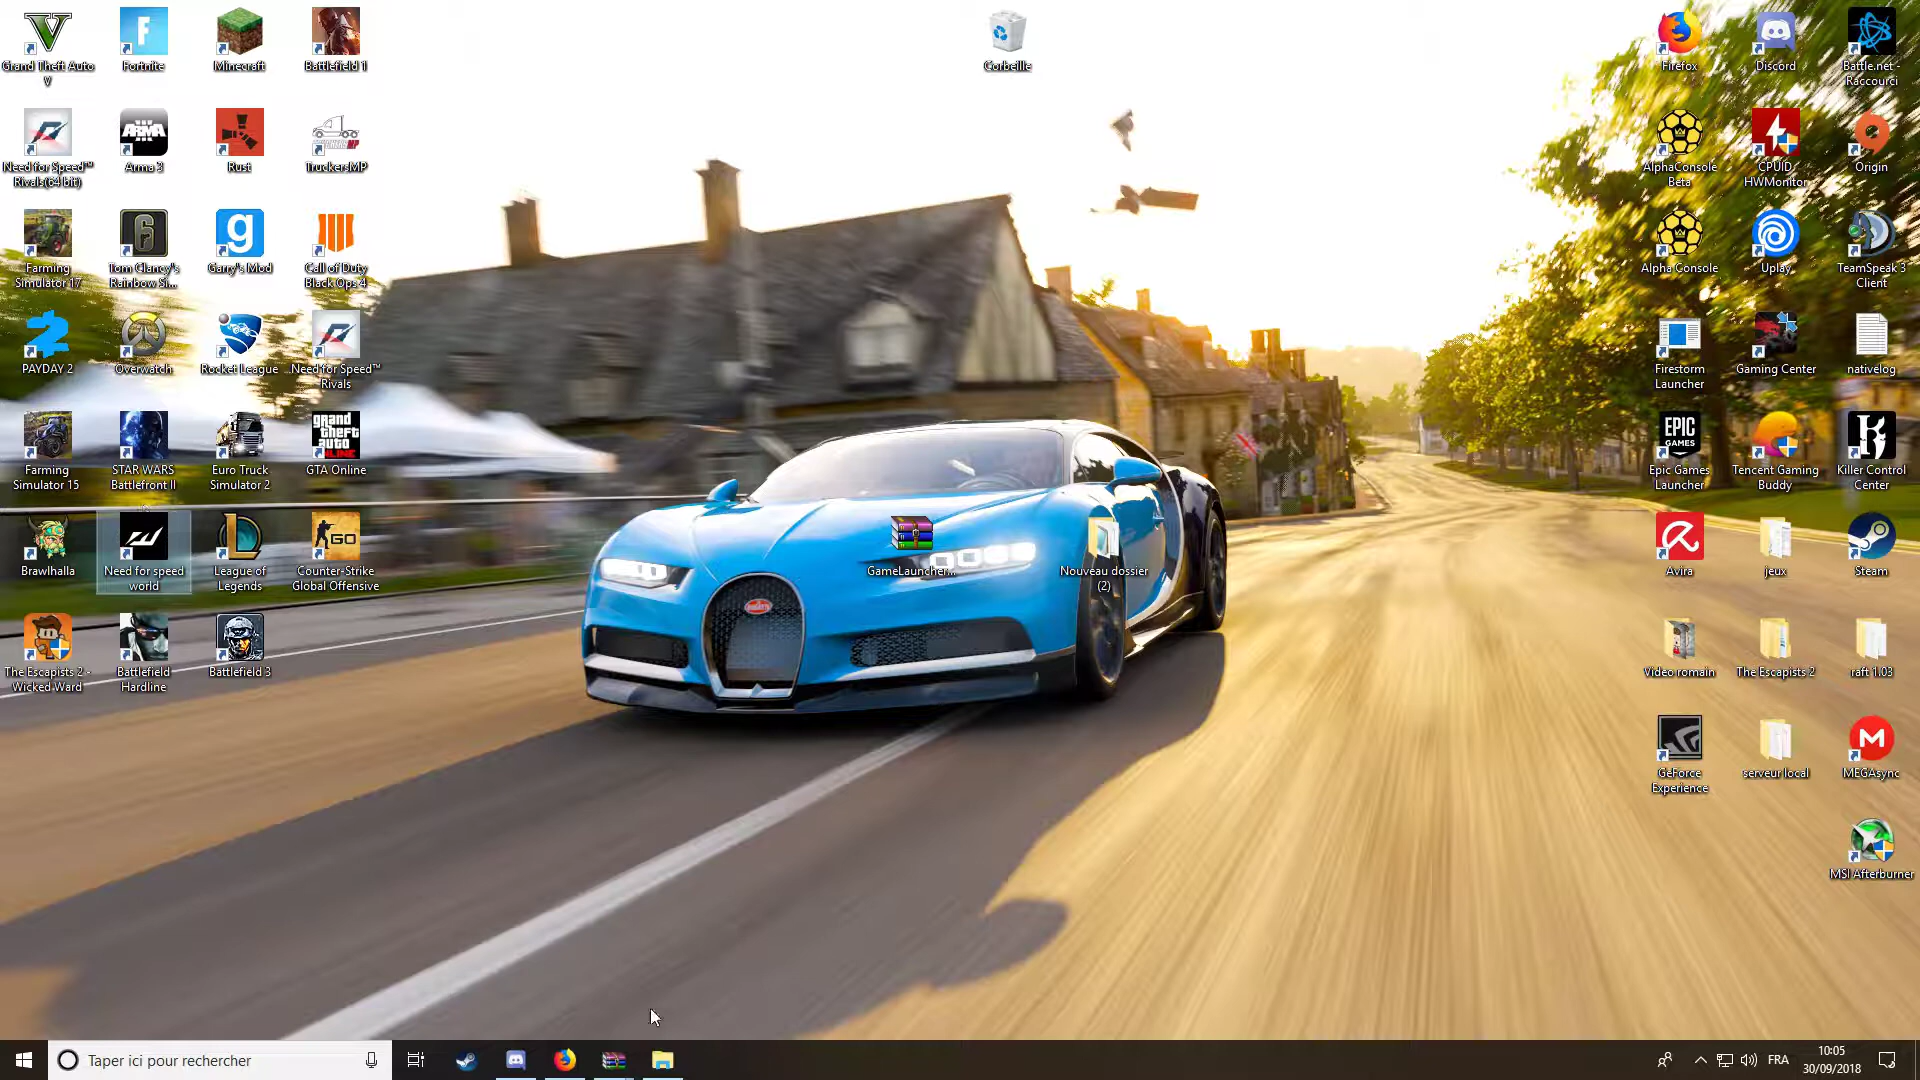 Grand Theft Auto
V
Fortnite
Minecraft
Battlefield 1
Corbeille
Firefox
Discord
Battle.net -
Raccourci
Need for Speed™
Rivals(64 bit)
Arma 3
Rust
TruckersMP
AlphaConsole
Beta
CPUID
HWMonitor
Origin
Farming
Simulator 17
Tom Clancy's
Rainbow Si...
Garry's Mod
Call of Duty
Black Ops 4
Alpha Console
Uplay
TeamSpeak 3
Client
PAYDAY 2
Overwatch
Rocket League
Need for Speed™
Rivals
Firestorm
Launcher
Gaming Center
nativelog
Farming
Simulator 15
STAR WARS
Battlefront II
Euro Truck
Simulator 2
grand
theft
auto
GTA Online
EPIC
GAMES
Epic Games
Launcher
Tencent Gaming
Buddy
Killer Control
Center
Brawlhalla
Need for speed
world
League of
Legends
GO
Counter-Strike
Global Offensive
GameLauncher...
Nouveau dossier
(2)
Avira
jeux
Steam
The Escapists 2 -
Wicked Ward
Battlefield
Hardline
Battlefield 3
Video romain
The Escapists 2
raft 1.03
GeForce
Experience
serveur local
MEGAsync
MSI Afterburner
Taper ici pour rechercher
FRA
10:05
30/09/2018